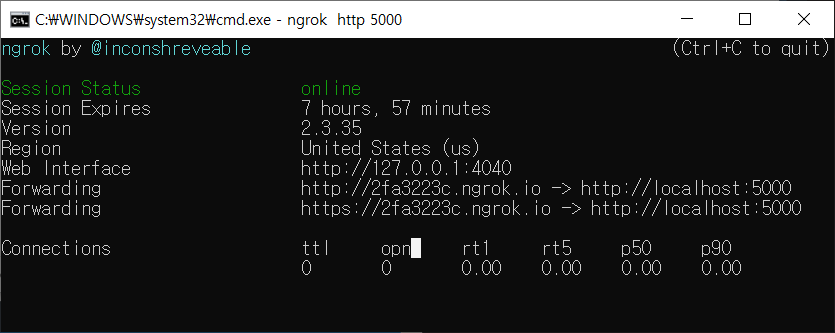 C:₩WINDOWS₩system32₩cmd.exe - ngrok  http 5000
ngrok by @inconshreveable (Ctrl+C to quit)
Session Status online
Session Expires 7 hours, 57 minutes
Version 2.3.35
Region United States (us)
Web Interface http://127.0.0.1:4040
Forwarding http://2fa3223c.ngrok.io -> http://localhost:5000
Forwarding https://2fa3223c.ngrok.io -> http://localhost:5000
Connections ttl opn rt1 rt5 p50 p90
0 0 0.00 0.00 0.00 0.00